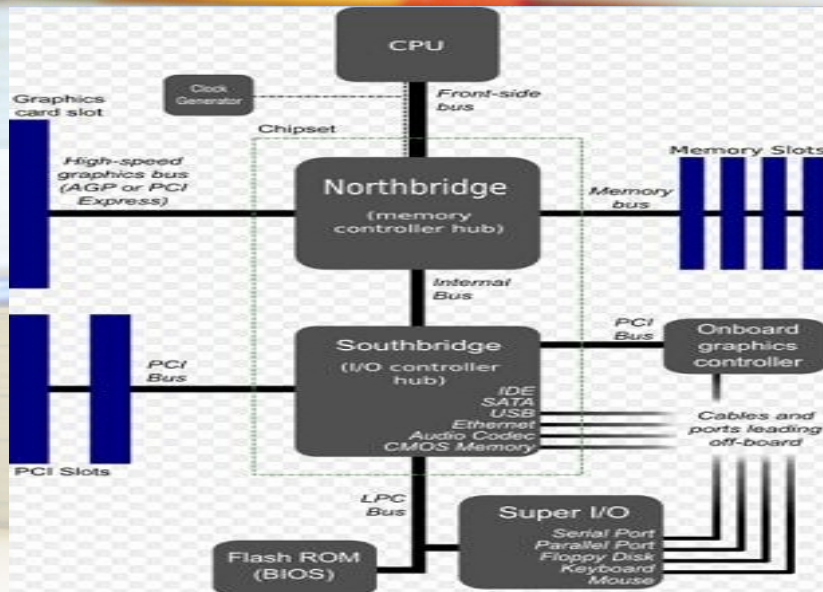 CPU
Clock
Generator
Front-side
bus
Graphics
card slot
Chipset
High-speed
graphics bus
(AGP or PCI
Express)
Northbridge
(memory
controller hub)
Memory Slots
Memory
bus
Internal
Bus
Southbridge
(I/O controller
hub)
IDE
SATA
USB
Ethernet
Audio Codec
CMOS Memory
PCI
Bus
Onboard
graphics
controller
PCI
Bus
Cables and
ports leading
off-board
PCI Slots
LPC
Bus
Super I/O
Serial Port
Parallel Port
Floppy Disk
Keyboard
Mouse
Flash ROM
(BIOS)